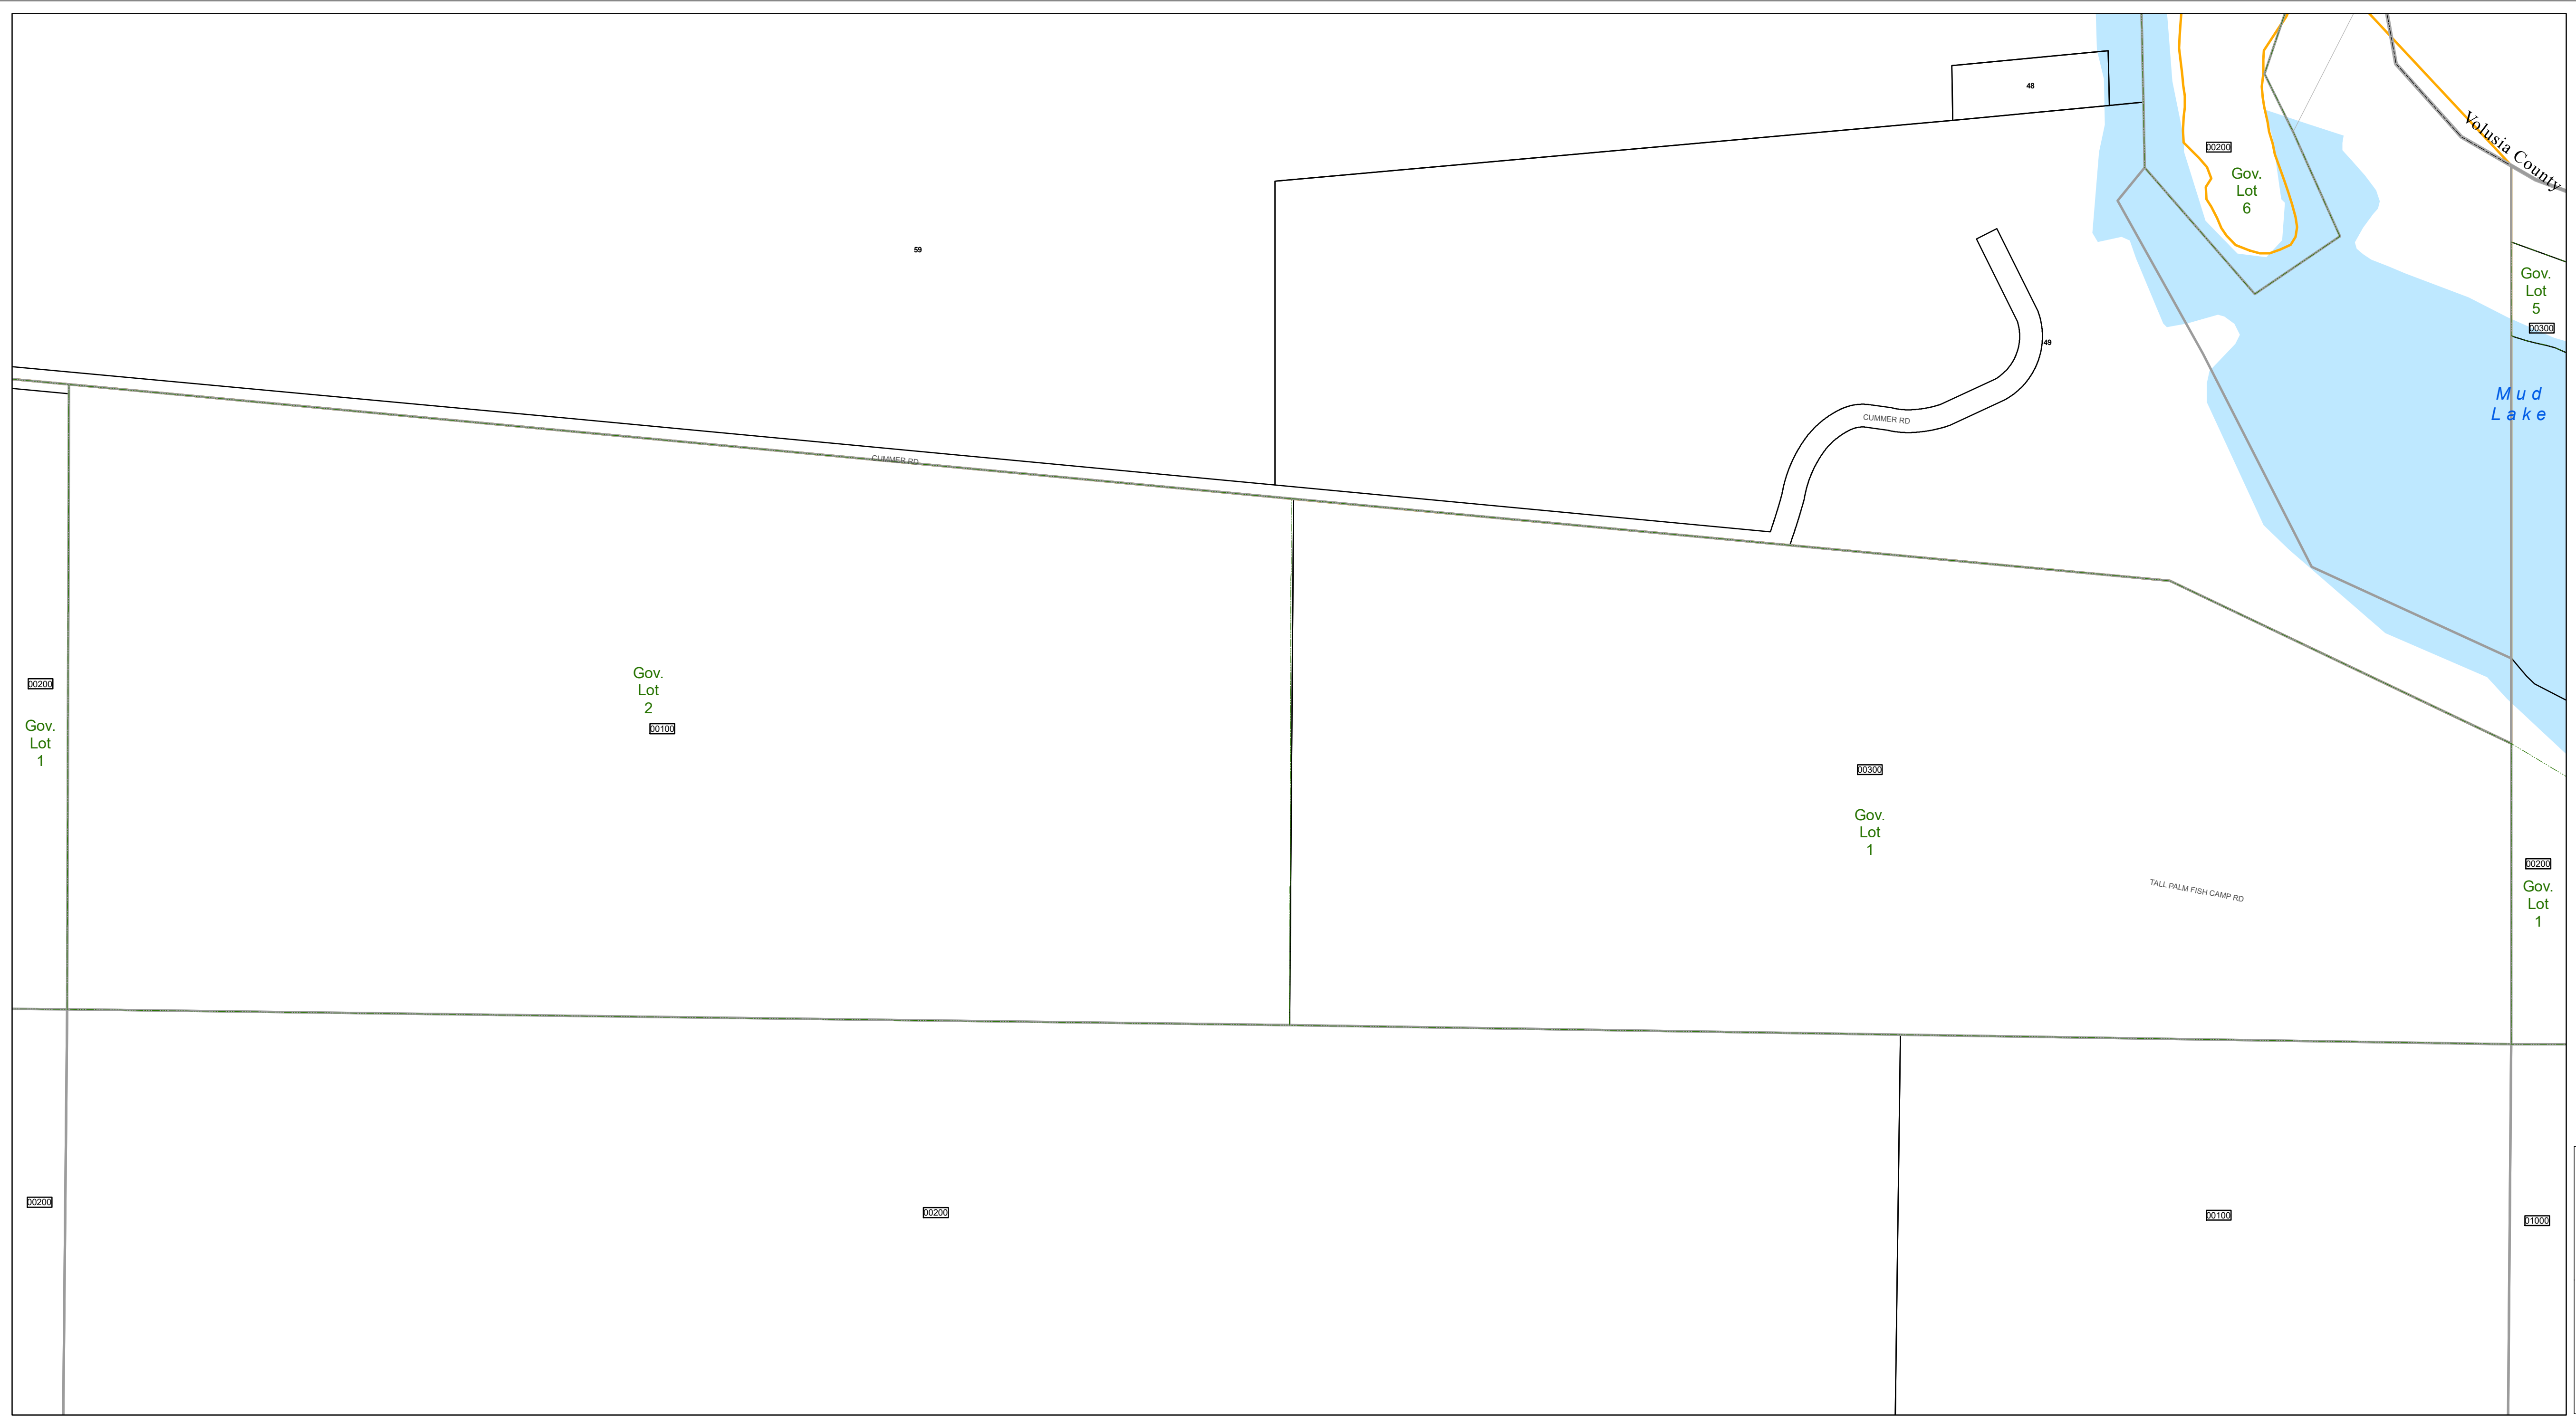 48
Volusia County
00200
Gov.
Lot
6
59
Gov.
Lot
5
00300
49
Mud
Lake
CUMMER RD
CUMMER RD
Gov.
Lot
2
00100
00200
Gov.
Lot
1
00300
Gov.
Lot
1
TALL PALM FISH CAMP RD
00200
Gov.
Lot
1
00200
00200
00100
01000